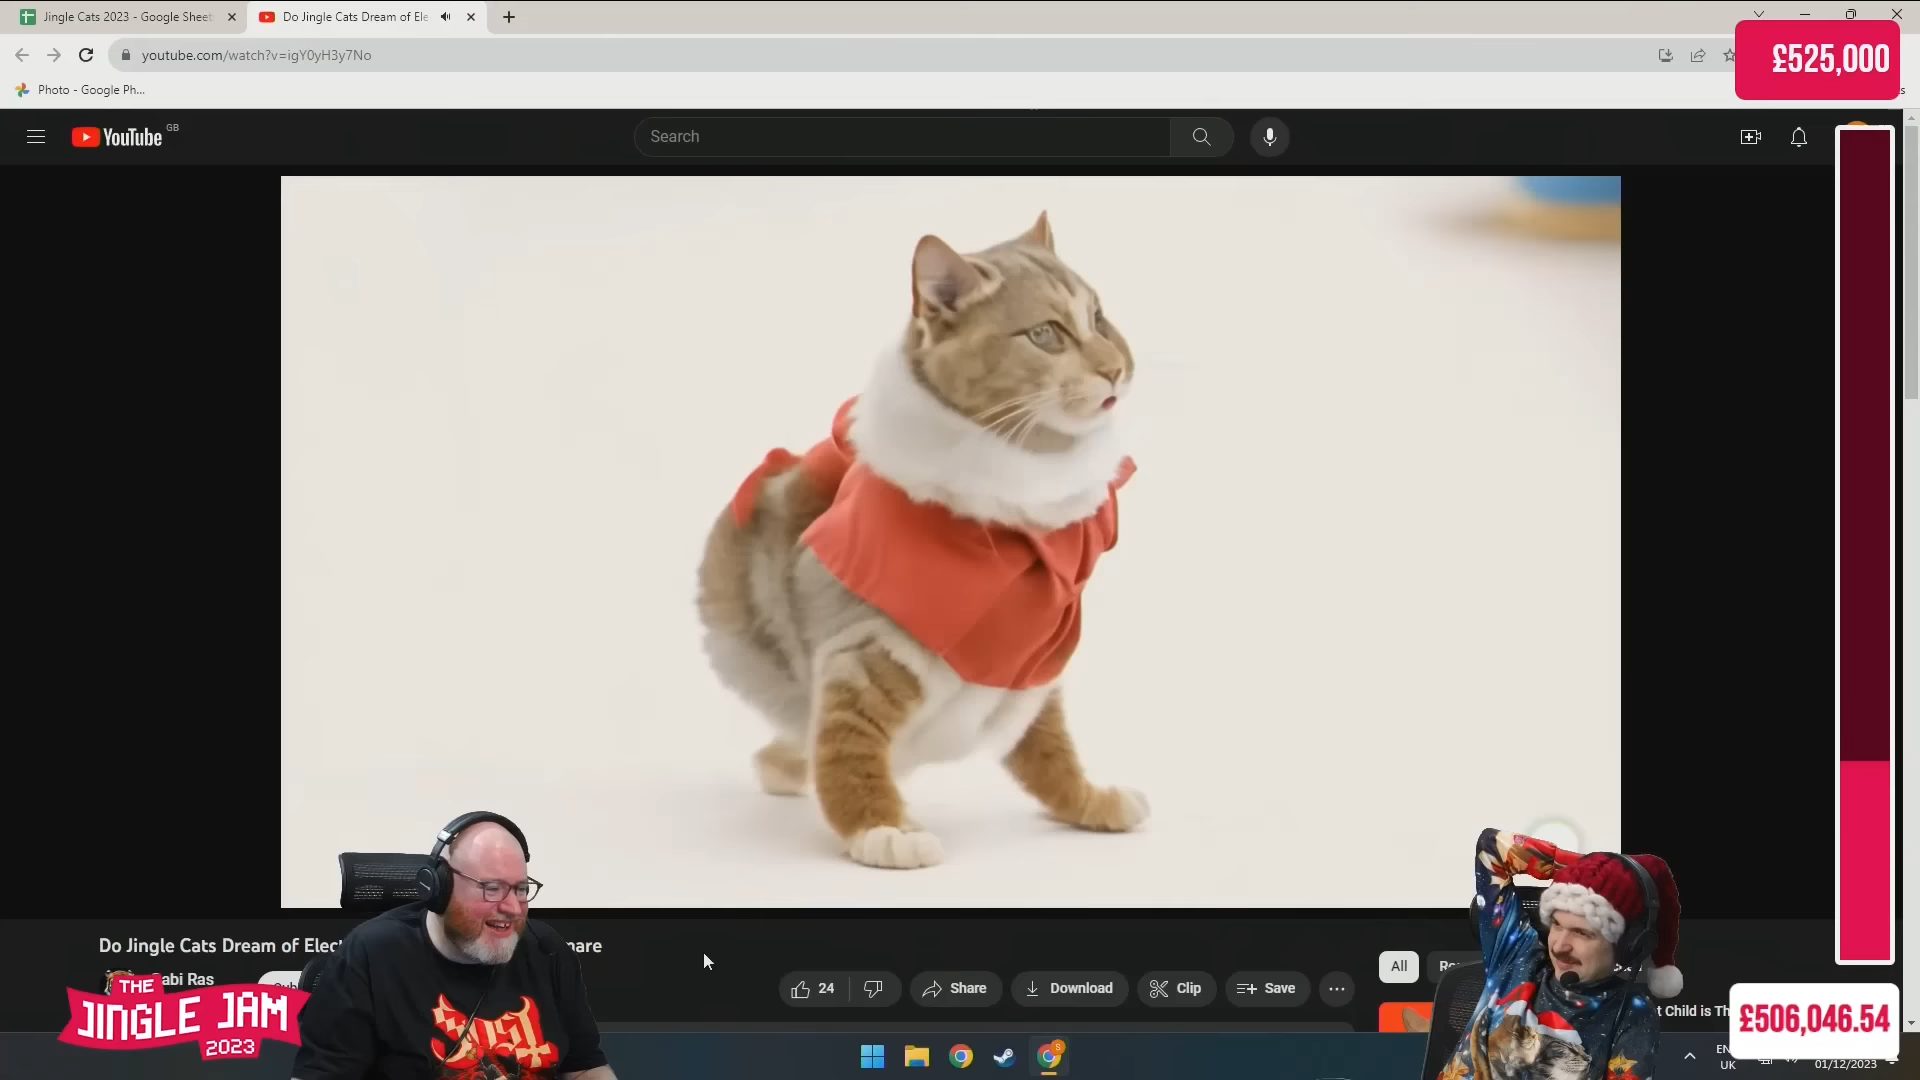 Jingle Cats 2023 - Google Sheet
Do Jingle Cats Dream of Ele
£525,000
youtube.com/watch?v=igY0yH3y7No
Photo - Google Ph...
YouTube GB
Search
Do Jingle Cats Dream of Elec
abi Ras
24
Share
Download
Clip
Save
All
t Child is Th
£506,046.54
THE
JINGLE JAM
2023
UK
01/12/2023